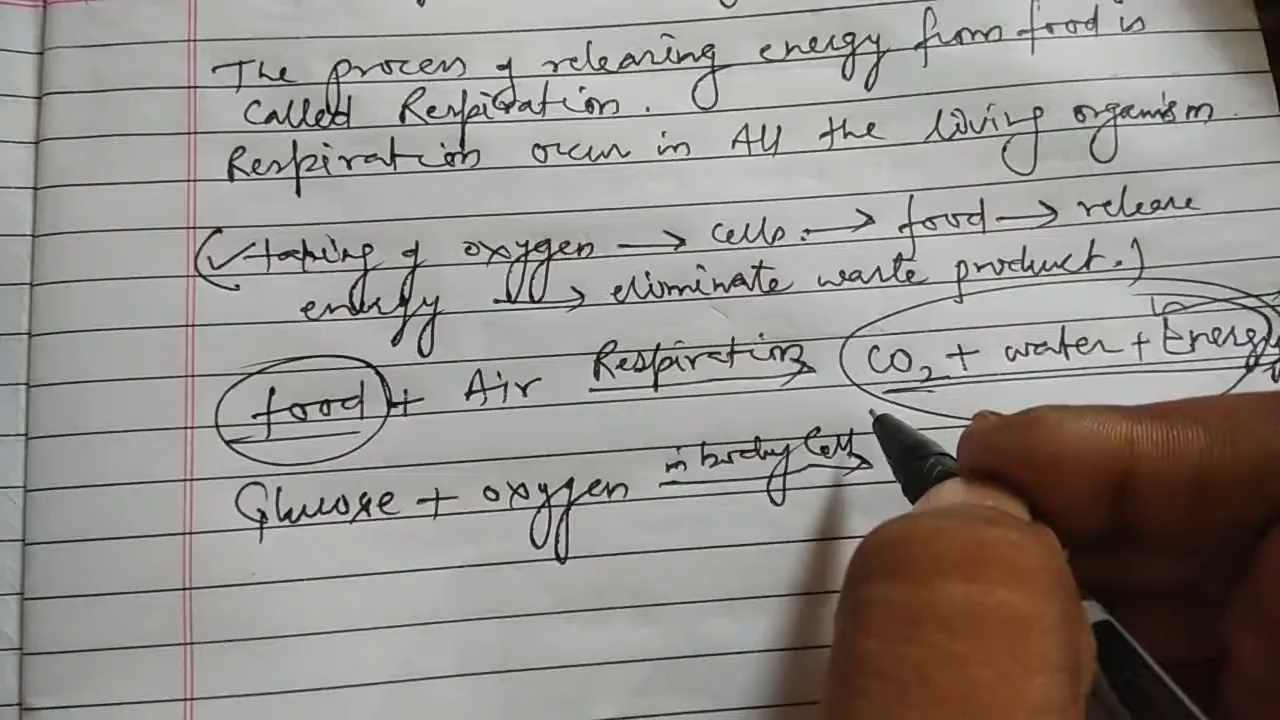 The process of releasing energy from food is
called Respiration.
Respiration occur in All the living organism.
(✓taking of oxygen → cells. → food → release
energy → eliminate waste product.)
food + Air Respiration CO₂ + water + Energy
Glucose + oxygen in body cells